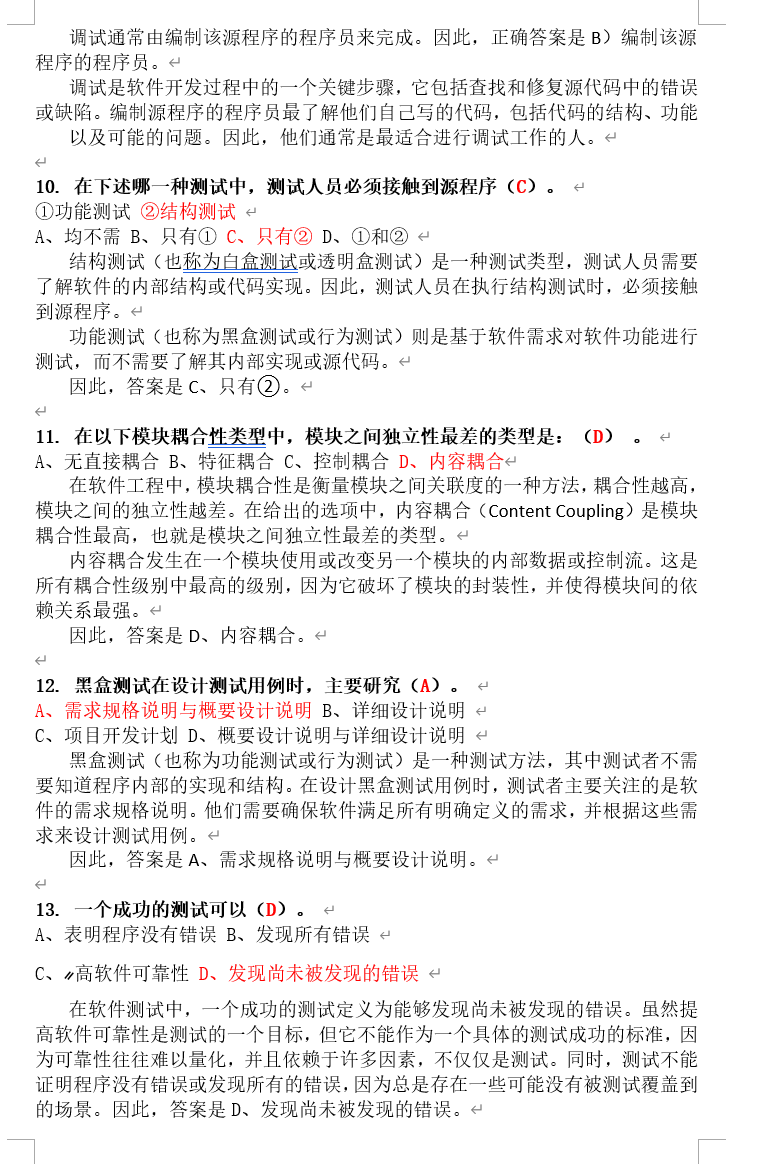 调试通常由编制该源程序的程序员来完成。因此，正确答案是 B）编制该源
程序的程序员。
调试是软件开发过程中的一个关键步骤，它包括查找和修复源代码中的错误
或缺陷。编制源程序的程序员最了解他们自己写的代码，包括代码的结构、功能
以及可能的问题。因此，他们通常是最适合进行调试工作的人。
10. 在下述哪一种测试中，测试人员必须接触到源程序（C）。
①功能测试 ②结构测试
A、均不需 B、只有① C、只有② D、①和②
结构测试（也称为白盒测试或透明盒测试）是一种测试类型，测试人员需要
了解软件的内部结构或代码实现。因此，测试人员在执行结构测试时，必须接触
到源程序。
功能测试（也称为黑盒测试或行为测试）则是基于软件需求对软件功能进行
测试，而不需要了解其内部实现或源代码。
因此，答案是 C、只有②。
11. 在以下模块耦合性类型中，模块之间独立性最差的类型是：（D） 。
A、无直接耦合 B、特征耦合 C、控制耦合 D、内容耦合
在软件工程中，模块耦合性是衡量模块之间关联度的一种方法，耦合性越高，
模块之间的独立性越差。在给出的选项中，内容耦合（Content Coupling）是模块
耦合性最高，也就是模块之间独立性最差的类型。
内容耦合发生在一个模块使用或改变另一个模块的内部数据或控制流。这是
所有耦合性级别中最高的级别，因为它破坏了模块的封装性，并使得模块间的依
赖关系最强。
因此，答案是 D、内容耦合。
12. 黑盒测试在设计测试用例时，主要研究（A）。
A、需求规格说明与概要设计说明 B、详细设计说明
C、项目开发计划 D、概要设计说明与详细设计说明
黑盒测试（也称为功能测试或行为测试）是一种测试方法，其中测试者不需
要知道程序内部的实现和结构。在设计黑盒测试用例时，测试者主要关注的是软
件的需求规格说明。他们需要确保软件满足所有明确定义的需求，并根据这些需
求来设计测试用例。
因此，答案是 A、需求规格说明与概要设计说明。
13. 一个成功的测试可以（D）。
A、表明程序没有错误 B、发现所有错误
C、高软件可靠性 D、发现尚未被发现的错误
在软件测试中，一个成功的测试定义为能够发现尚未被发现的错误。虽然提
高软件可靠性是测试的一个目标，但它不能作为一个具体的测试成功的标准，因
为可靠性往往难以量化，并且依赖于许多因素，不仅仅是测试。同时，测试不能
证明程序没有错误或发现所有的错误，因为总是存在一些可能没有被测试覆盖到
的场景。因此，答案是 D、发现尚未被发现的错误。